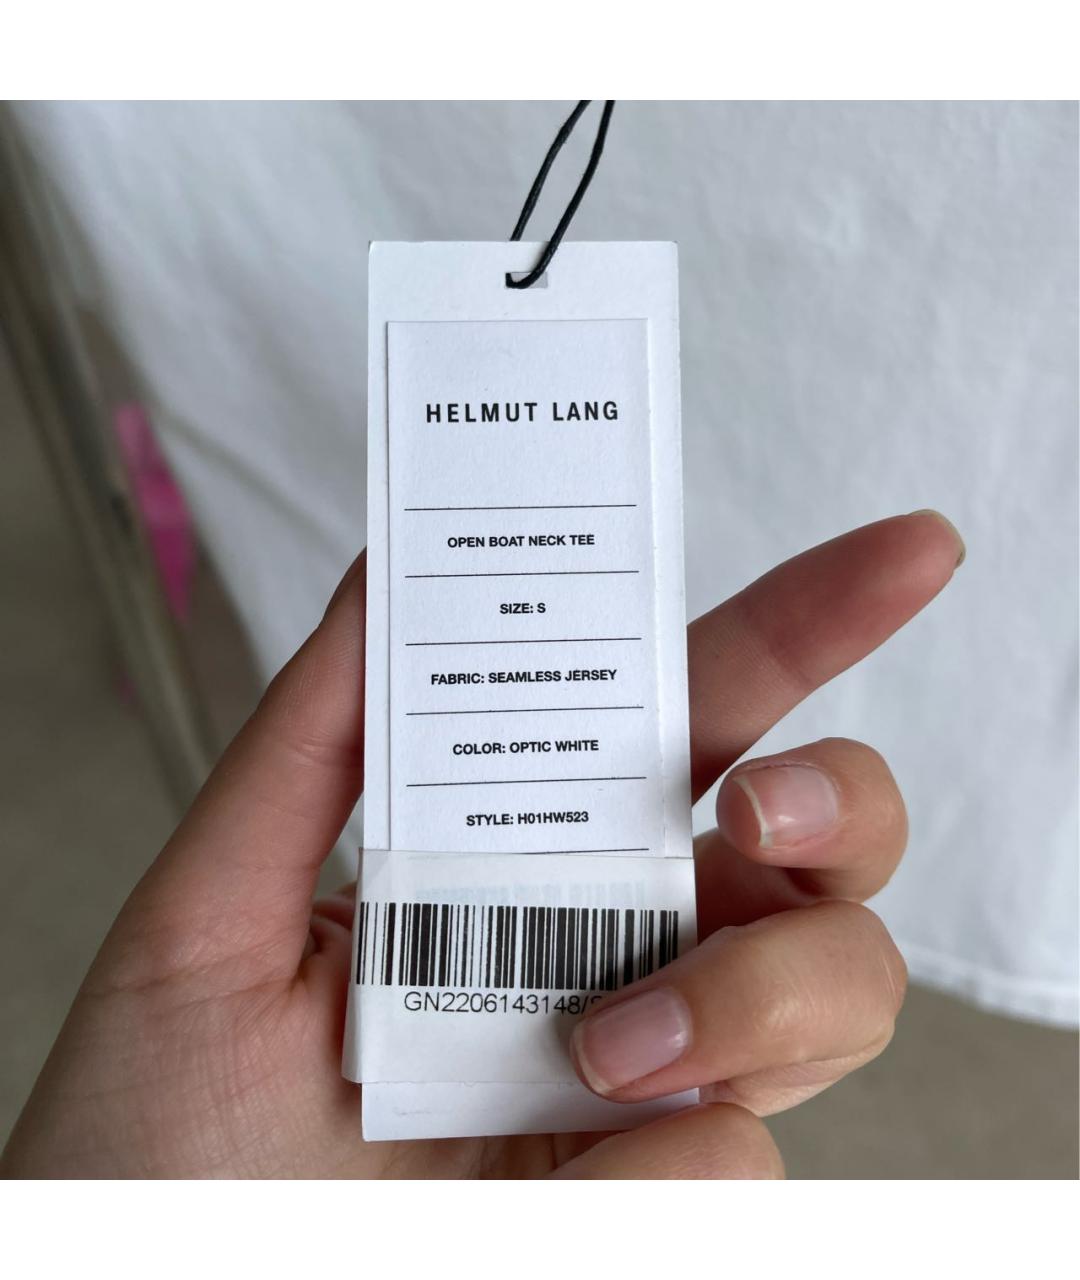 HELMUT LANG
OPEN BOAT NECK TEE
SIZE: S
FABRIC: SEAMLESS JERSEY
COLOR: OPTIC WHITE
STYLE: H01HW523
GN2206143148/